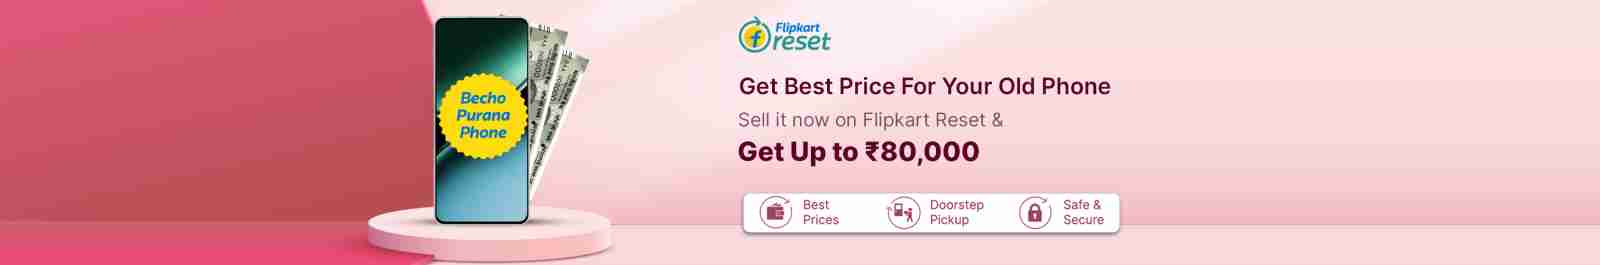 Becho
Purana
Phone
Flipkart
reset
Get Best Price For Your Old Phone
Sell it now on Flipkart Reset &
Get Up to ₹80,000
Best
Prices
Doorstep
Pickup
Safe &
Secure